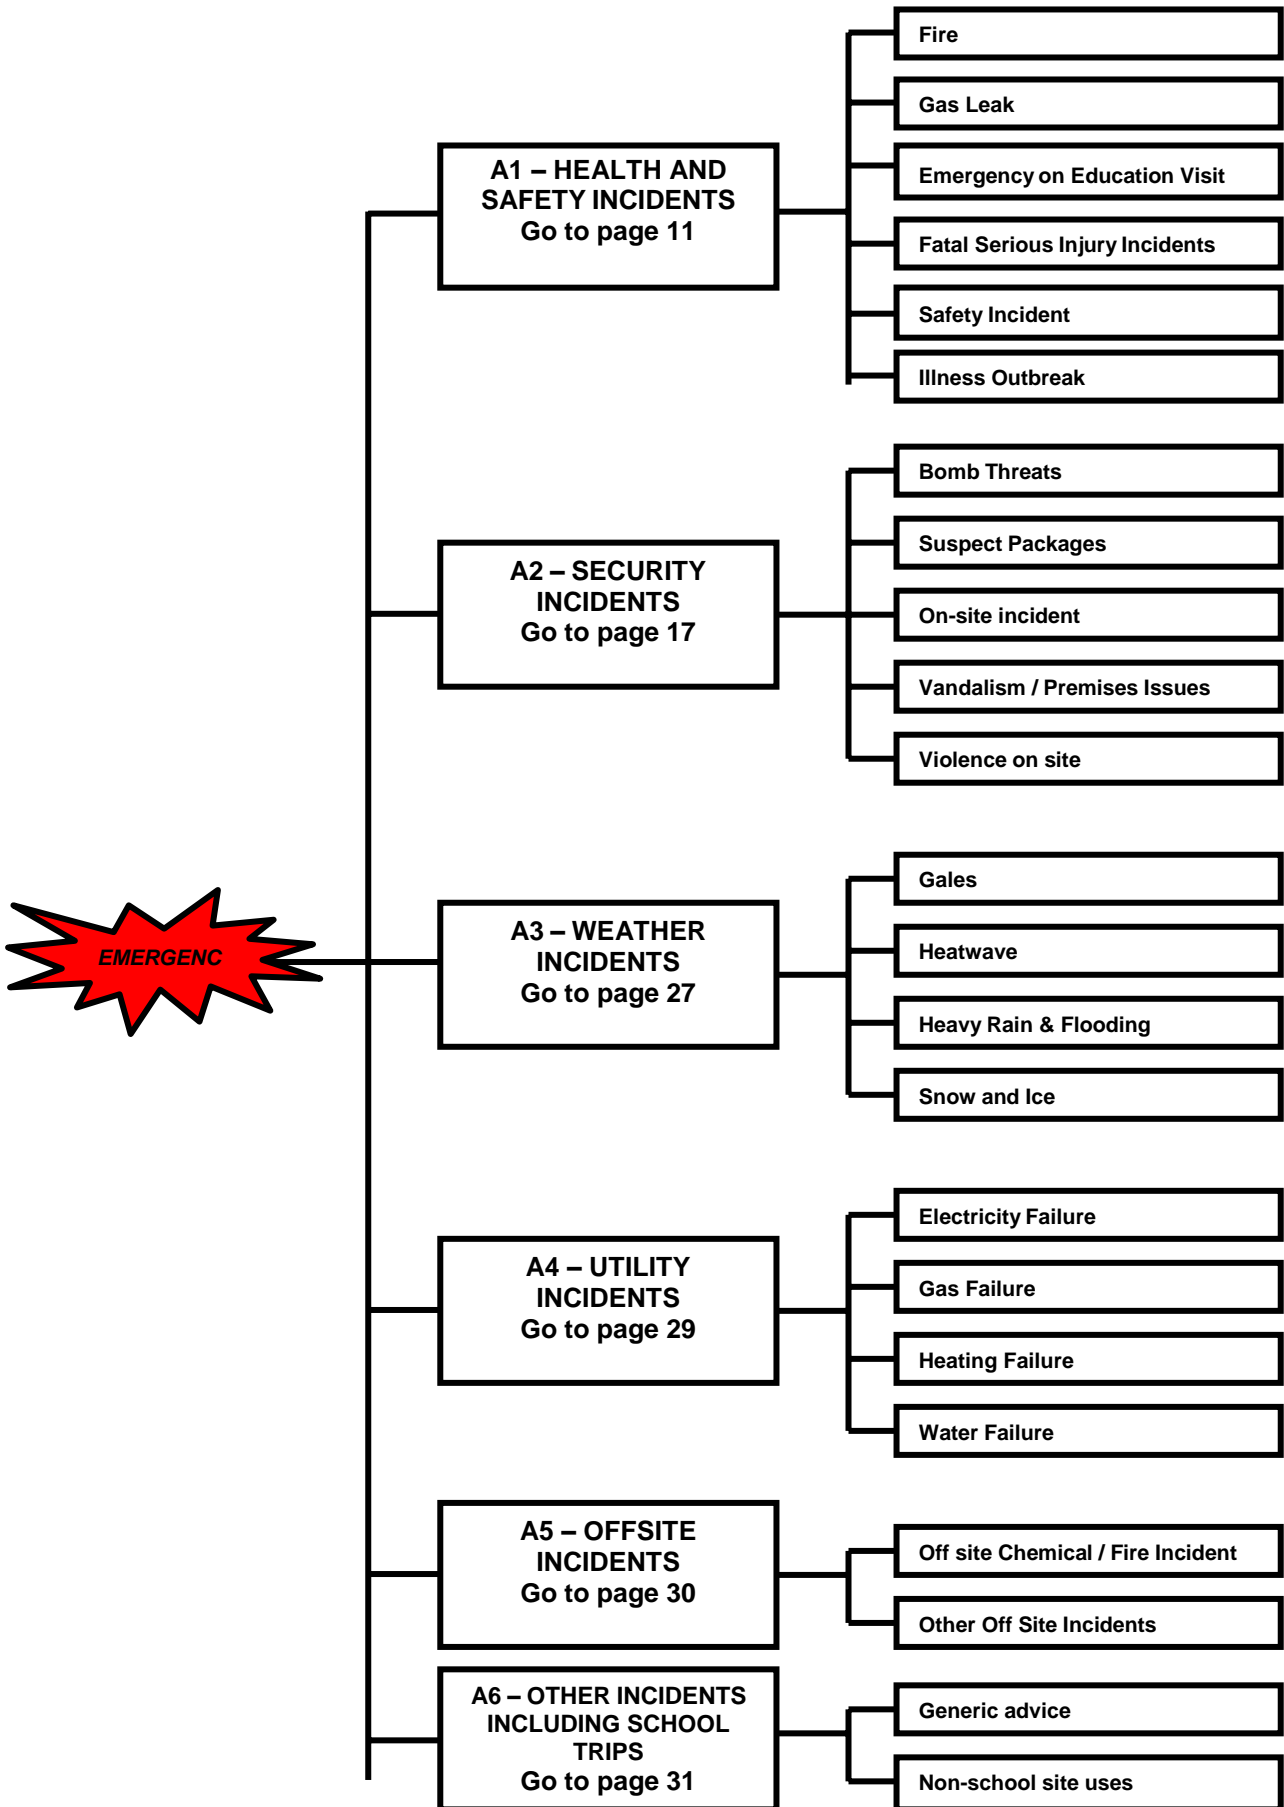 Fire
Gas Leak
A1 – HEALTH AND
SAFETY INCIDENTS
Go to page 11
Emergency on Education Visit
Fatal Serious Injury Incidents
Safety Incident
Illness Outbreak
Bomb Threats
Suspect Packages
A2 – SECURITY
INCIDENTS
Go to page 17
On-site incident
Vandalism / Premises Issues
Violence on site
EMERGENC
A3 – WEATHER
INCIDENTS
Go to page 27
Gales
Heatwave
Heavy Rain & Flooding
Snow and Ice
A4 – UTILITY
INCIDENTS
Go to page 29
Electricity Failure
Gas Failure
Heating Failure
Water Failure
A5 – OFFSITE
INCIDENTS
Go to page 30
Off site Chemical / Fire Incident
Other Off Site Incidents
A6 – OTHER INCIDENTS
INCLUDING SCHOOL
TRIPS
Go to page 31
Generic advice
Non-school site uses